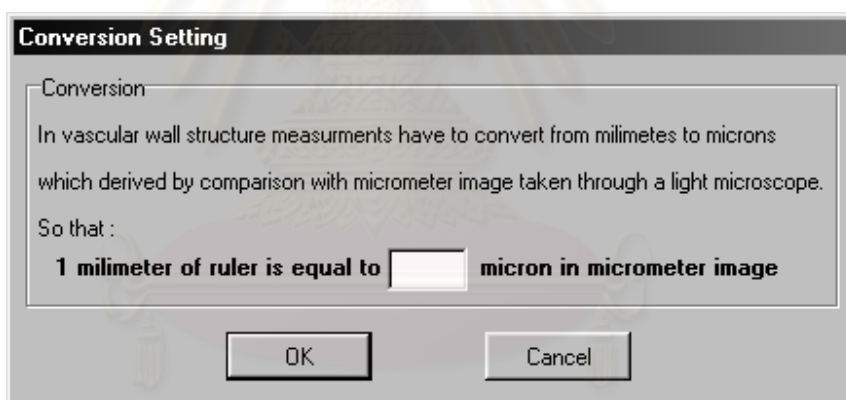 Conversion Setting
Conversion
In vascular wall structure measurments have to convert from milimetes to microns
which derived by comparison with micrometer image taken through a light microscope.
So that :
1 milimeter of ruler is equal to micron in micrometer image
OK Cancel